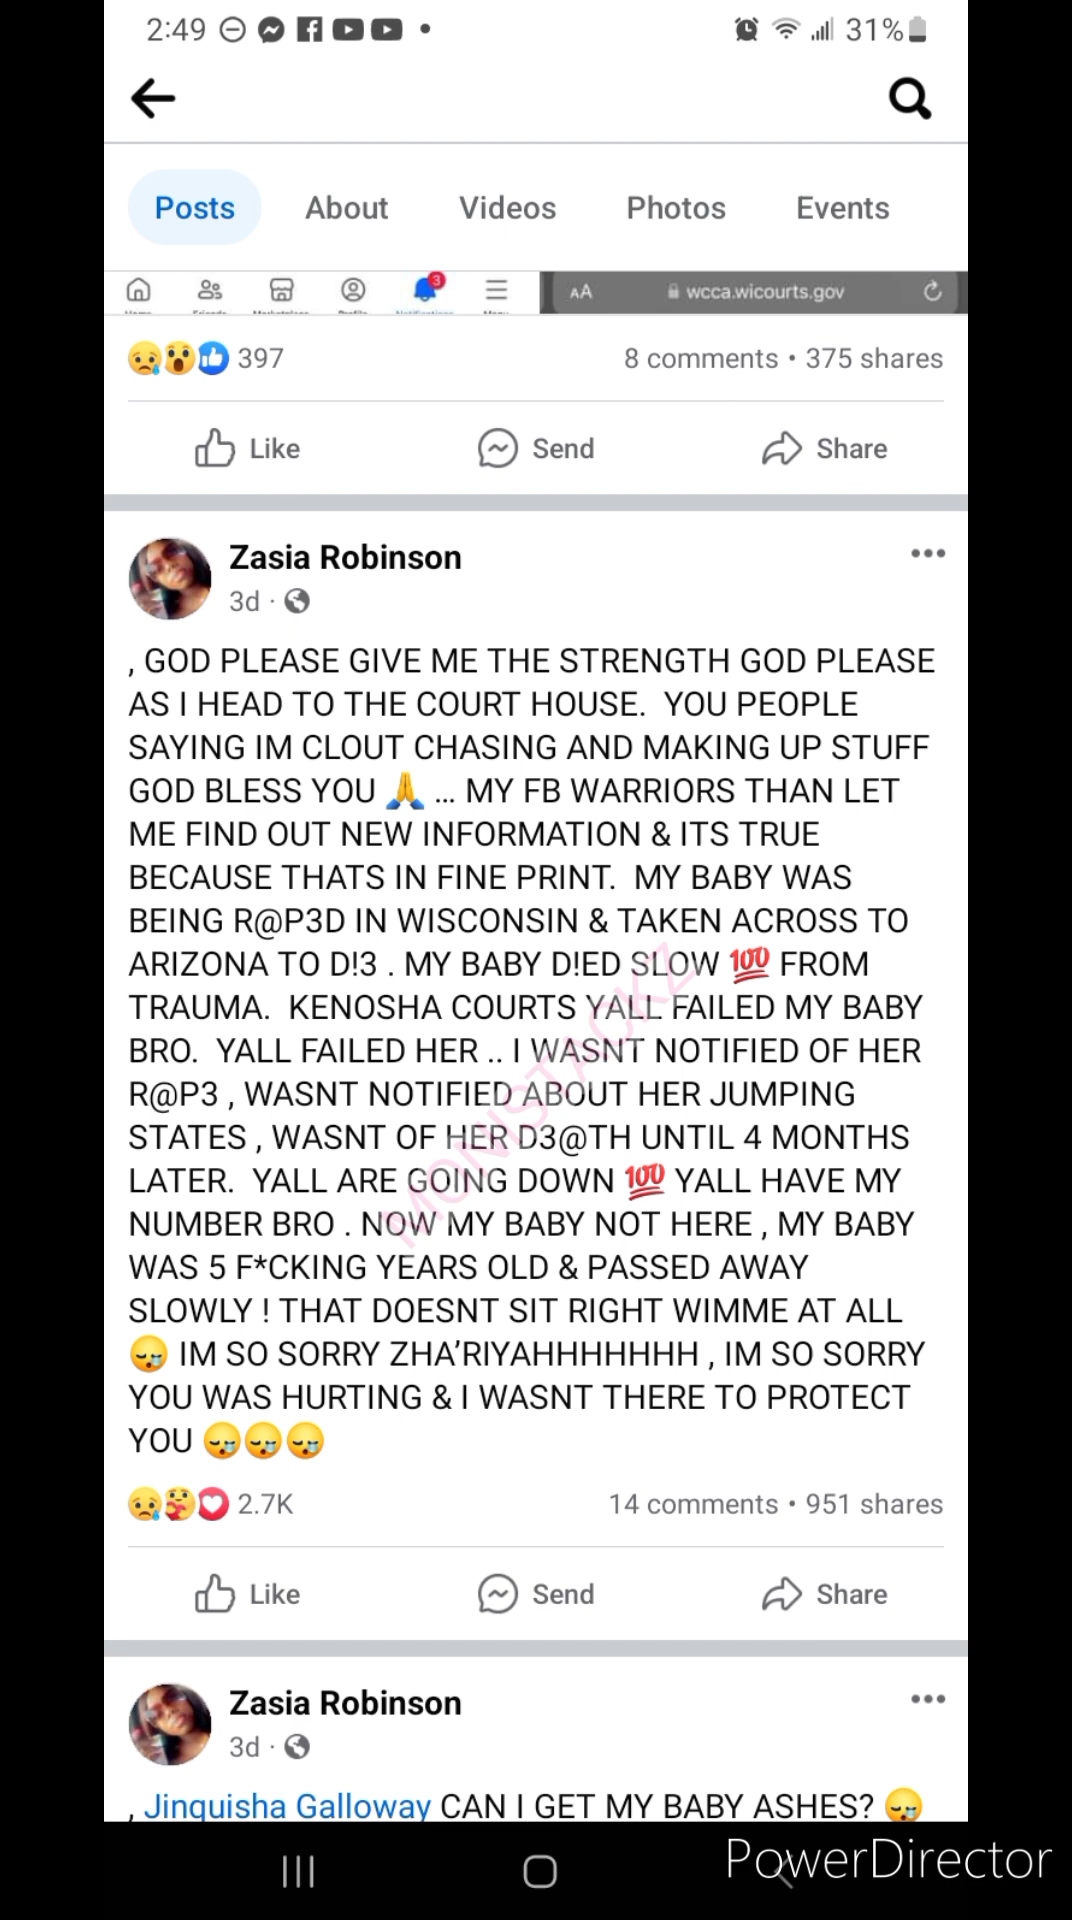 2:49 31%
Posts About Videos Photos Events
3 AA wcca.wicourts.gov
397 8 comments • 375 shares
Like Send Share
Zasia Robinson
3d ·
, GOD PLEASE GIVE ME THE STRENGTH GOD PLEASE
AS I HEAD TO THE COURT HOUSE. YOU PEOPLE
SAYING IM CLOUT CHASING AND MAKING UP STUFF
GOD BLESS YOU 🙏 ... MY FB WARRIORS THAN LET
ME FIND OUT NEW INFORMATION & ITS TRUE
BECAUSE THATS IN FINE PRINT. MY BABY WAS
BEING R@P3D IN WISCONSIN & TAKEN ACROSS TO
ARIZONA TO D!3 . MY BABY D!ED SLOW 💯 FROM
TRAUMA. KENOSHA COURTS YALL FAILED MY BABY
BRO. YALL FAILED HER .. I WASNT NOTIFIED OF HER
R@P3 , WASNT NOTIFIED ABOUT HER JUMPING
STATES , WASNT OF HER D3@TH UNTIL 4 MONTHS
LATER. YALL ARE GOING DOWN 💯 YALL HAVE MY
NUMBER BRO . NOW MY BABY NOT HERE , MY BABY
WAS 5 F*CKING YEARS OLD & PASSED AWAY
SLOWLY ! THAT DOESNT SIT RIGHT WIMME AT ALL
😪 IM SO SORRY ZHA’RIYAHHHHHHH , IM SO SORRY
YOU WAS HURTING & I WASNT THERE TO PROTECT
YOU 😪😪😪
MONISTACKZ
2.7K 14 comments • 951 shares
Like Send Share
Zasia Robinson
3d ·
, Jinquisha Galloway CAN I GET MY BABY ASHES? 😪
PowerDirector